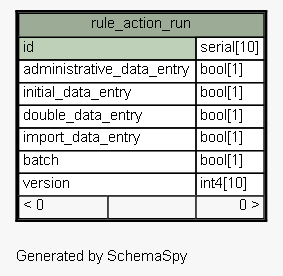 rule_action_run
id serial[10]
administrative_data_entry bool[1]
initial_data_entry bool[1]
double_data_entry bool[1]
import_data_entry bool[1]
batch bool[1]
version int4[10]
< 0 0 >
Generated by SchemaSpy